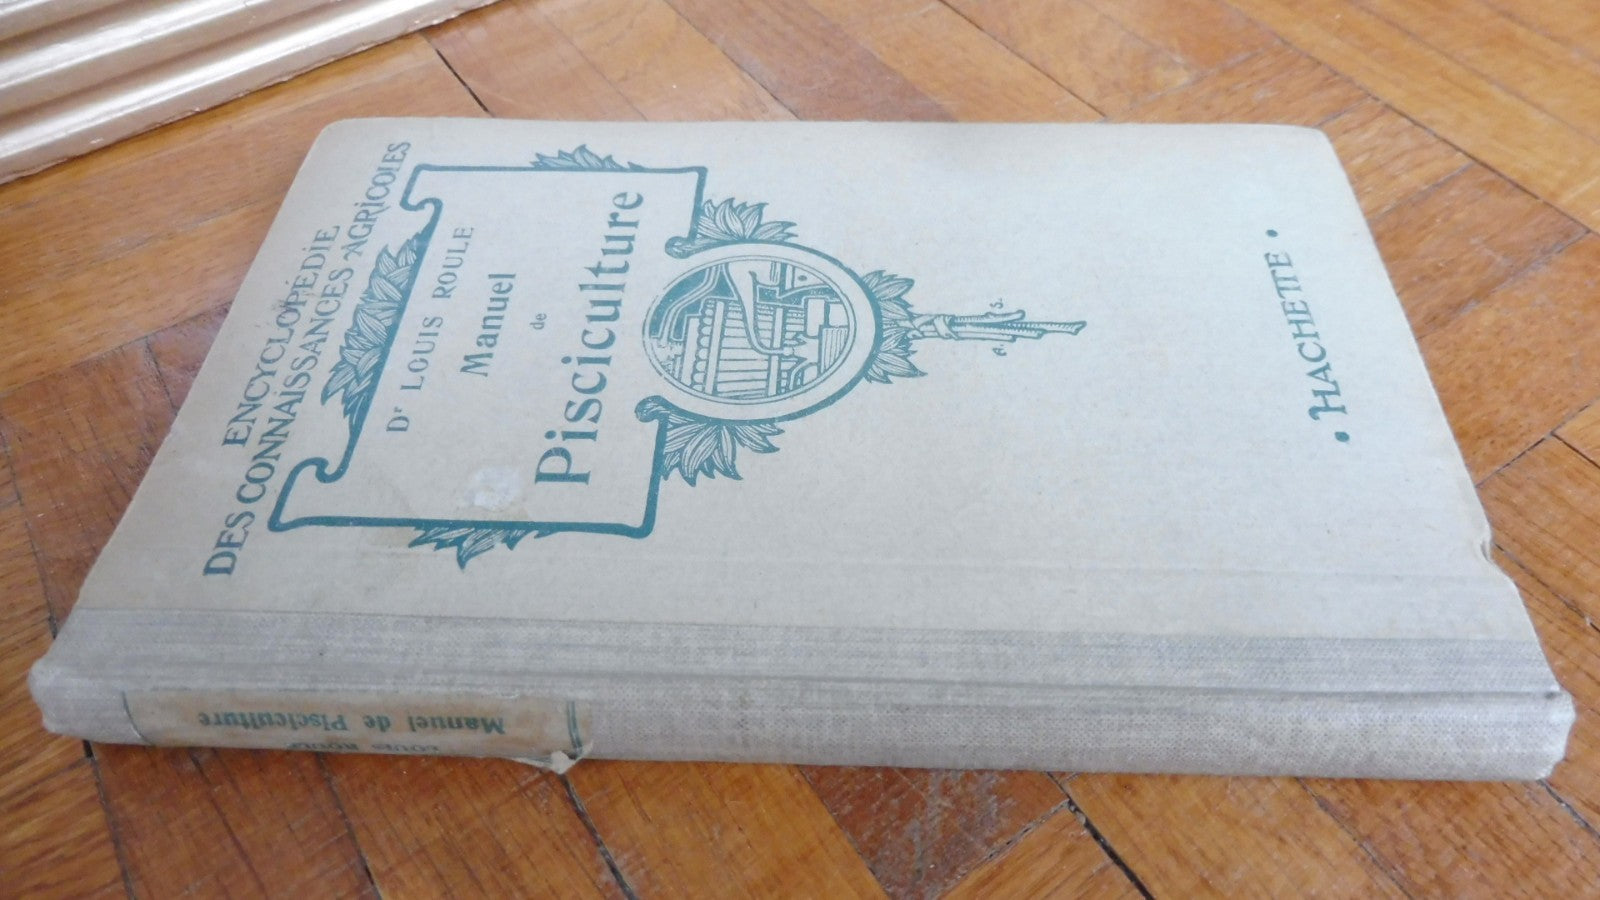 ENCYCLOPÉDIE
DES CONNAISSANCES AGRICOLES
Dr LOUIS ROULE
Manuel
de
Pisciculture
A. S.
• HACHETTE •
LOUIS ROULE
Manuel de Pisciculture